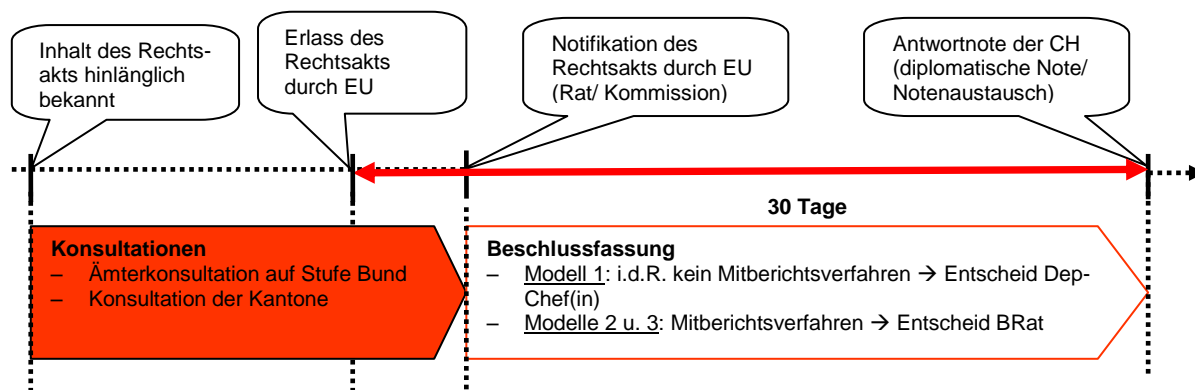 Inhalt des Rechts-
akts hinlänglich
bekannt
Erlass des
Rechtsakts
durch EU
Notifikation des
Rechtsakts durch EU
(Rat/ Kommission)
Antwortnote der CH
(diplomatische Note/
Notenaustausch)
30 Tage
Konsultationen
– Ämterkonsultation auf Stufe Bund
– Konsultation der Kantone
Beschlussfassung
– Modell 1: i.d.R. kein Mitberichtsverfahren → Entscheid Dep-
Chef(in)
– Modelle 2 u. 3: Mitberichtsverfahren → Entscheid BRat